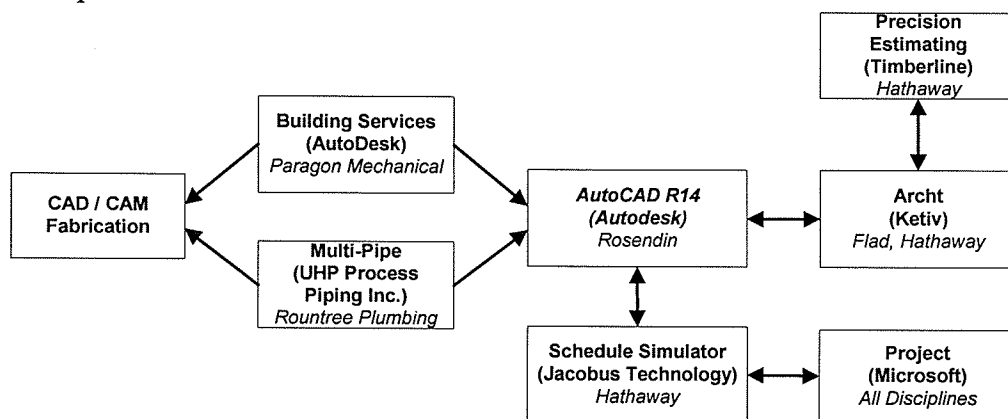 Precision
Estimating
(Timberline)
Hathaway
Building Services
(AutoDesk)
Paragon Mechanical
CAD / CAM
Fabrication
AutoCAD R14
(Autodesk)
Rosendin
Archt
(Ketiv)
Flad, Hathaway
Multi-Pipe
(UHP Process
Piping Inc.)
Rountree Plumbing
Schedule Simulator
(Jacobus Technology)
Hathaway
Project
(Microsoft)
All Disciplines